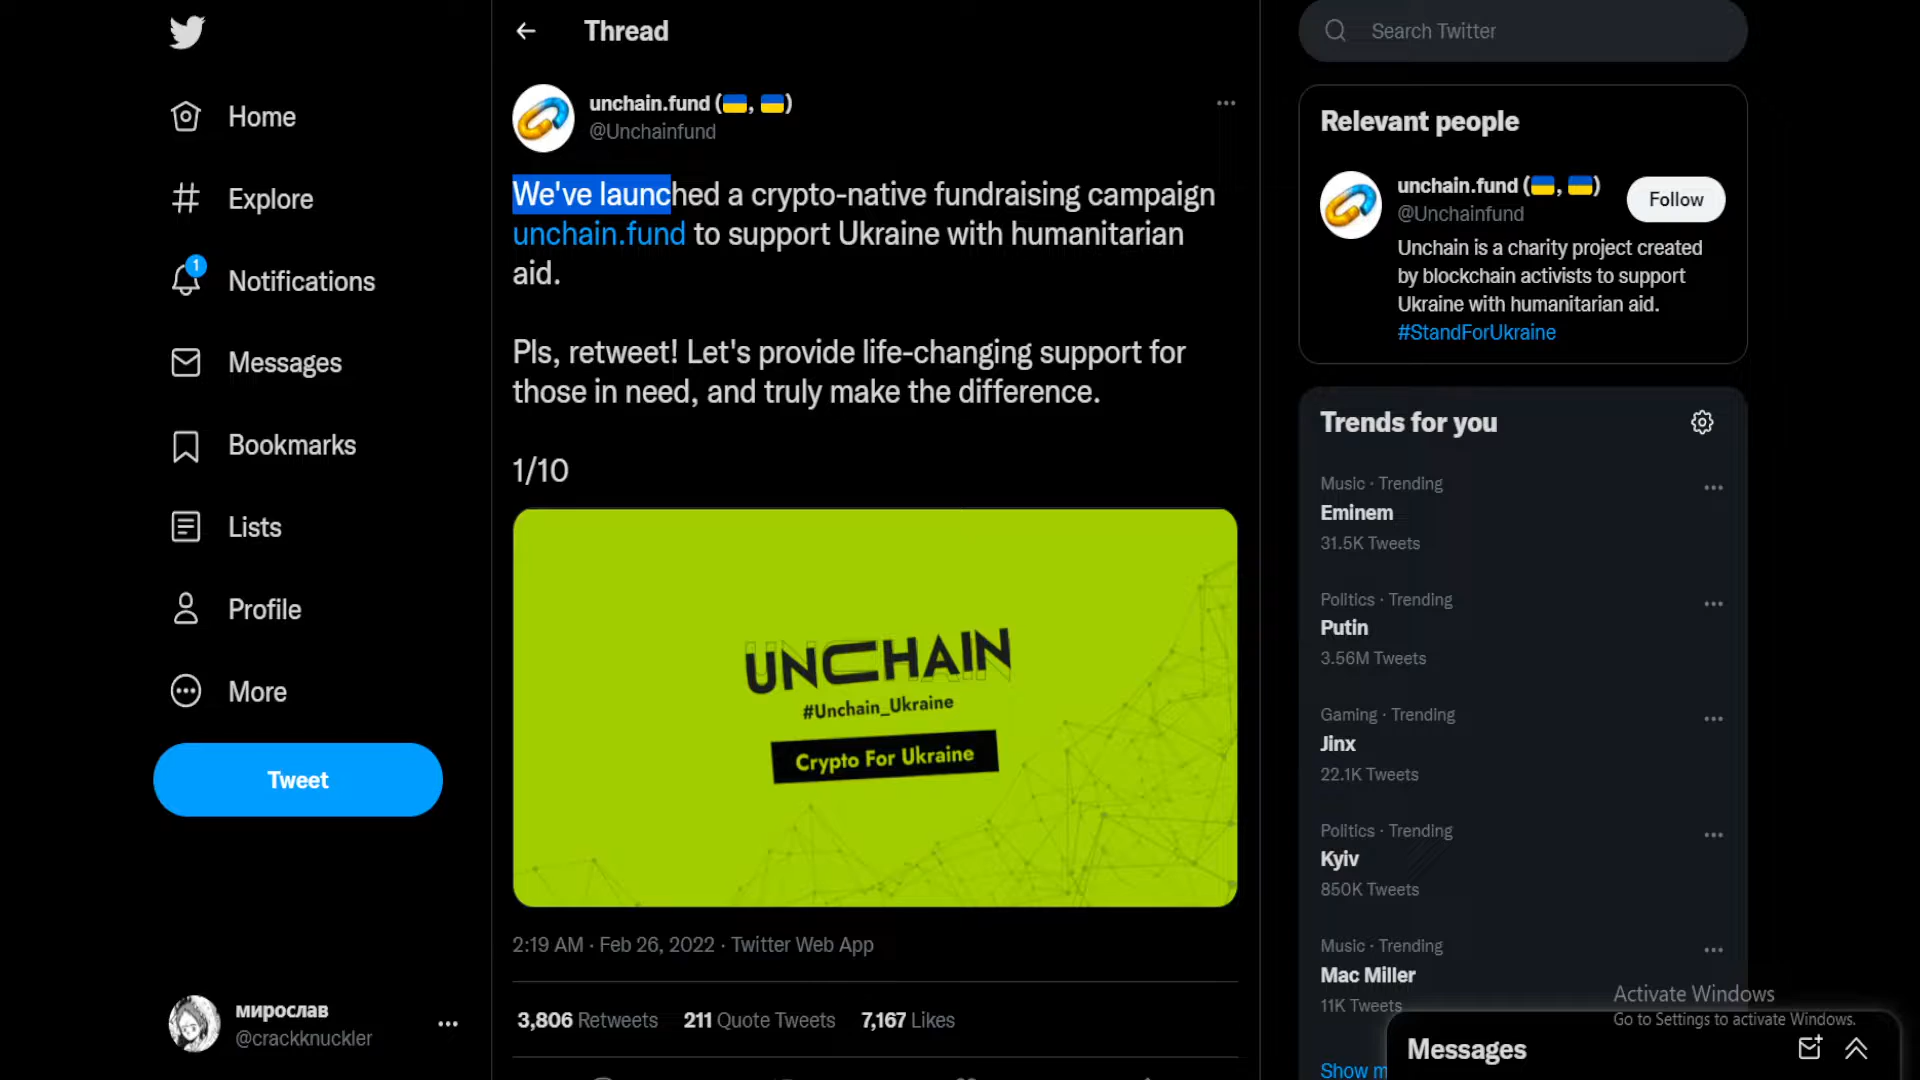 Home
Explore
1
Notifications
Messages
Bookmarks
Lists
Profile
More
Tweet
мирослав
@crackknuckler
Thread
unchain.fund (🇺🇦, 🇺🇦)
@Unchainfund
We've launched a crypto-native fundraising campaign
unchain.fund to support Ukraine with humanitarian
aid.
Pls, retweet! Let's provide life-changing support for
those in need, and truly make the difference.
1/10
UNCHAIN
#Unchain_Ukraine
Crypto For Ukraine
2:19 AM · Feb 26, 2022 · Twitter Web App
3,806 Retweets 211 Quote Tweets 7,167 Likes
Search Twitter
Relevant people
unchain.fund (🇺🇦, 🇺🇦)
@Unchainfund
Follow
Unchain is a charity project created
by blockchain activists to support
Ukraine with humanitarian aid.
#StandForUkraine
Trends for you
Music · Trending
Eminem
31.5K Tweets
Politics · Trending
Putin
3.56M Tweets
Gaming · Trending
Jinx
22.1K Tweets
Politics · Trending
Kyiv
850K Tweets
Music · Trending
Mac Miller
11K Tweets
Show m
Activate Windows
Go to Settings to activate Windows.
Messages